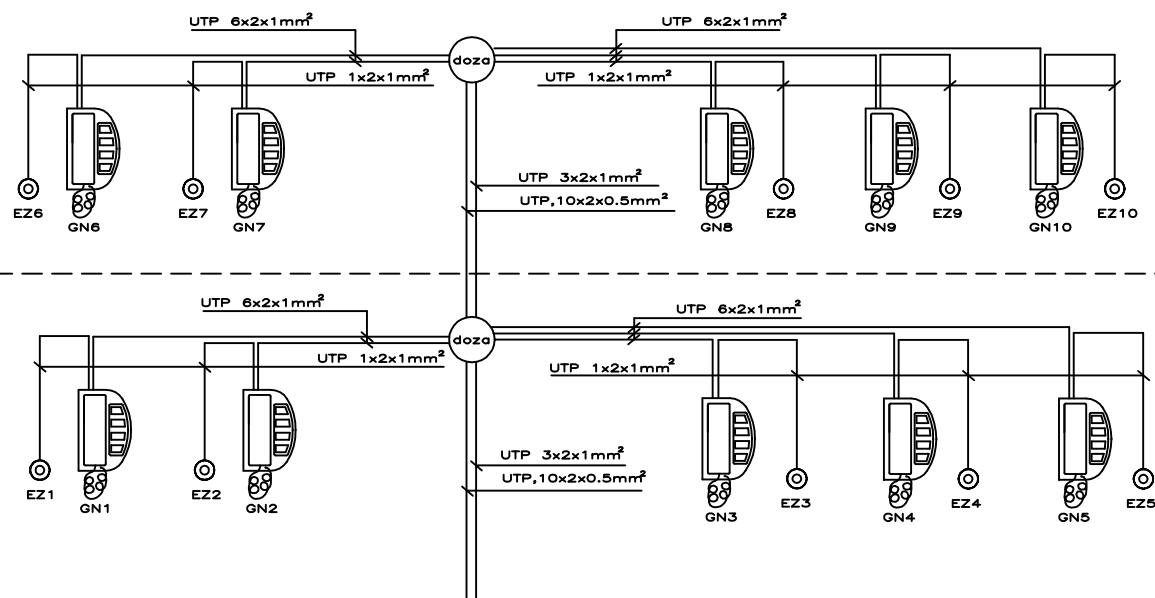 UTP 6x2x1mm²
UTP 6x2x1mm²
doza
UTP 1x2x1mm²
UTP 1x2x1mm²
UTP 3x2x1mm²
UTP,10x2x0.5mm²
EZ6
GN6
EZ7
GN7
GN8
EZ8
GN9
EZ9
GN10
EZ10
UTP 6x2x1mm²
UTP 6x2x1mm²
doza
UTP 1x2x1mm²
UTP 1x2x1mm²
UTP 3x2x1mm²
UTP,10x2x0.5mm²
EZ1
GN1
EZ2
GN2
GN3
EZ3
GN4
EZ4
GN5
EZ5